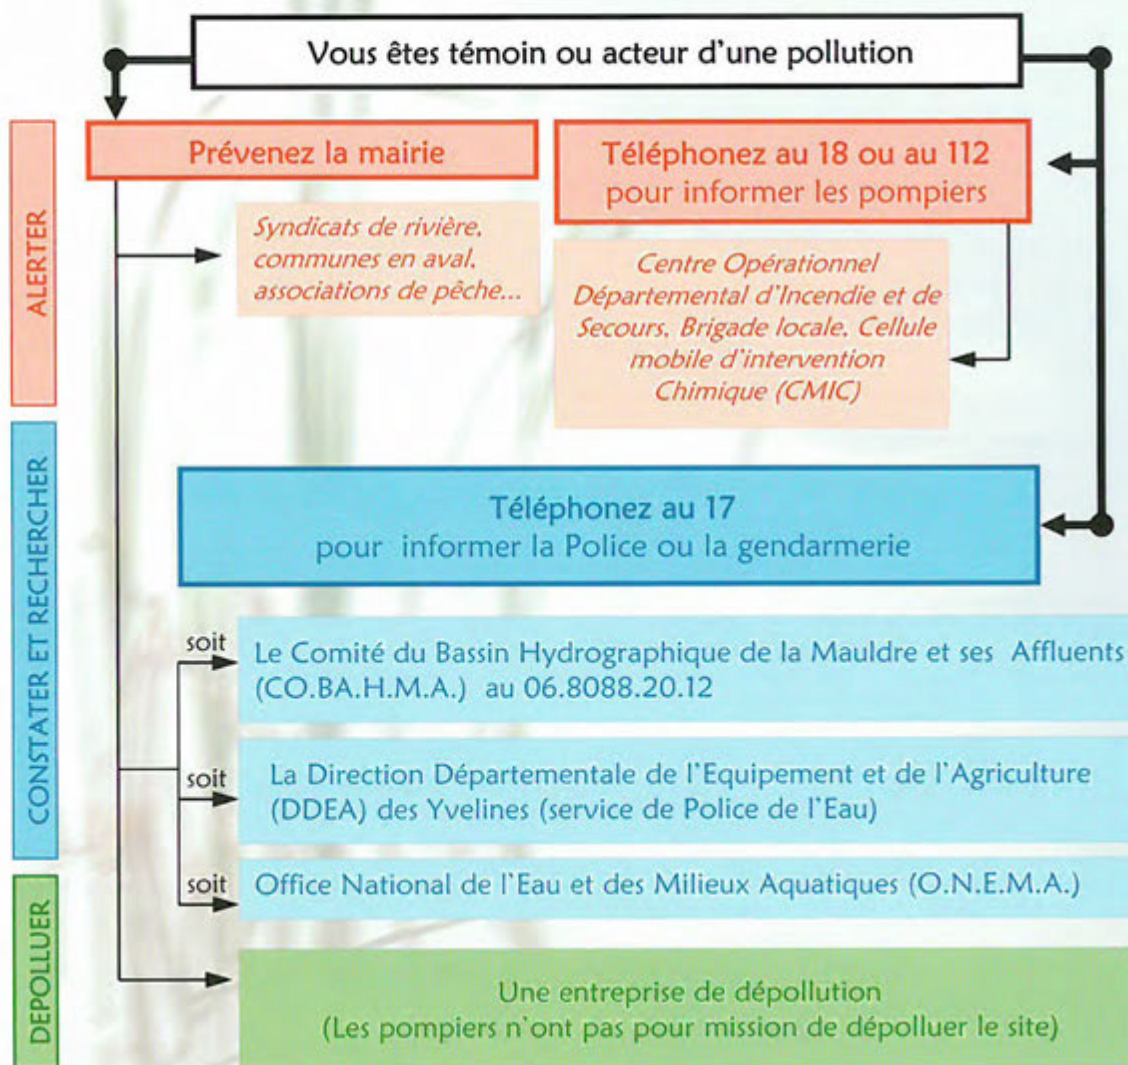 Vous êtes témoin ou acteur d'une pollution
ALERTER
Prévenez la mairie
Syndicats de rivière,
communes en aval,
associations de pêche...
Téléphonez au 18 ou au 112
pour informer les pompiers
Centre Opérationnel
Départemental d'Incendie et de
Secours, Brigade locale, Cellule
mobile d'intervention
Chimique (CMIC)
CONSTATER ET RECHERCHER
Téléphonez au 17
pour informer la Police ou la gendarmerie
soit
Le Comité du Bassin Hydrographique de la Mauldre et ses Affluents
(CO.BA.H.M.A.) au 06.8088.20.12
soit
La Direction Départementale de l'Equipement et de l'Agriculture
(DDEA) des Yvelines (service de Police de l'Eau)
soit
Office National de l'Eau et des Milieux Aquatiques (O.N.E.M.A.)
DEPOLLUER
Une entreprise de dépollution
(Les pompiers n'ont pas pour mission de dépolluer le site)